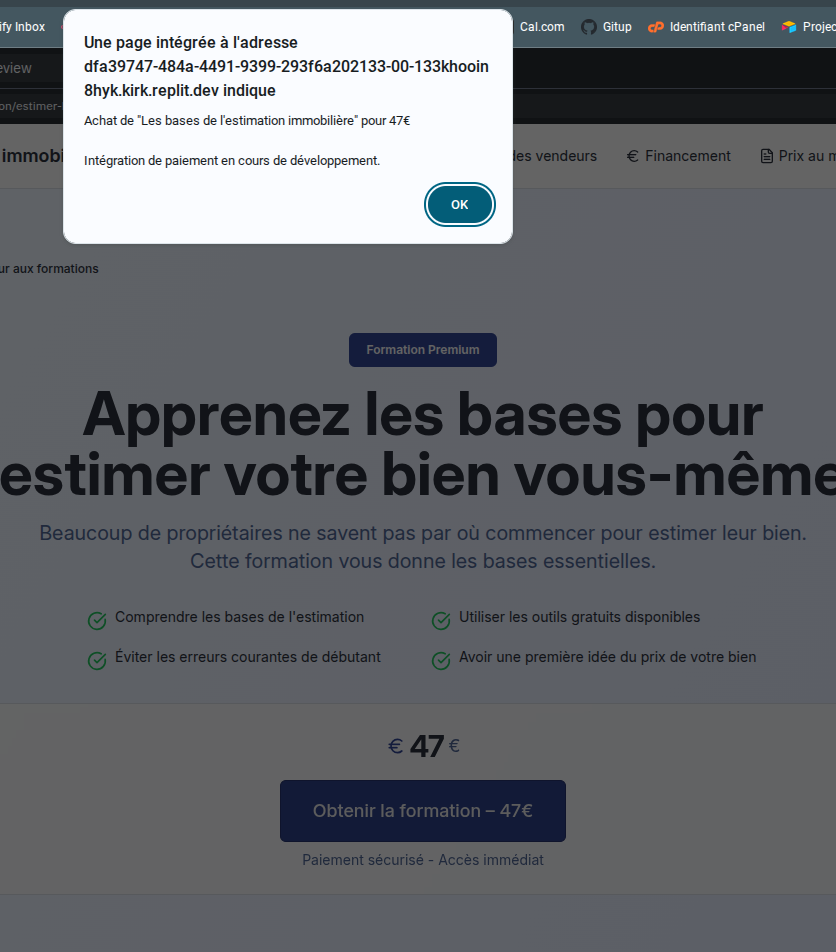 ify Inbox
Cal.com
Gitup
Identifiant cPanel
Projec
eview
on/estimer-
Une page intégrée à l'adresse
dfa39747-484a-4491-9399-293f6a202133-00-133khooin
8hyk.kirk.replit.dev indique
Achat de "Les bases de l'estimation immobilière" pour 47€
Intégration de paiement en cours de développement.
OK
immobi
des vendeurs
Financement
Prix au m
ur aux formations
Formation Premium
Apprenez les bases pour
estimer votre bien vous-même
Beaucoup de propriétaires ne savent pas par où commencer pour estimer leur bien.
Cette formation vous donne les bases essentielles.
Comprendre les bases de l'estimation
Utiliser les outils gratuits disponibles
Éviter les erreurs courantes de débutant
Avoir une première idée du prix de votre bien
€ 47 €
Obtenir la formation – 47€
Paiement sécurisé - Accès immédiat